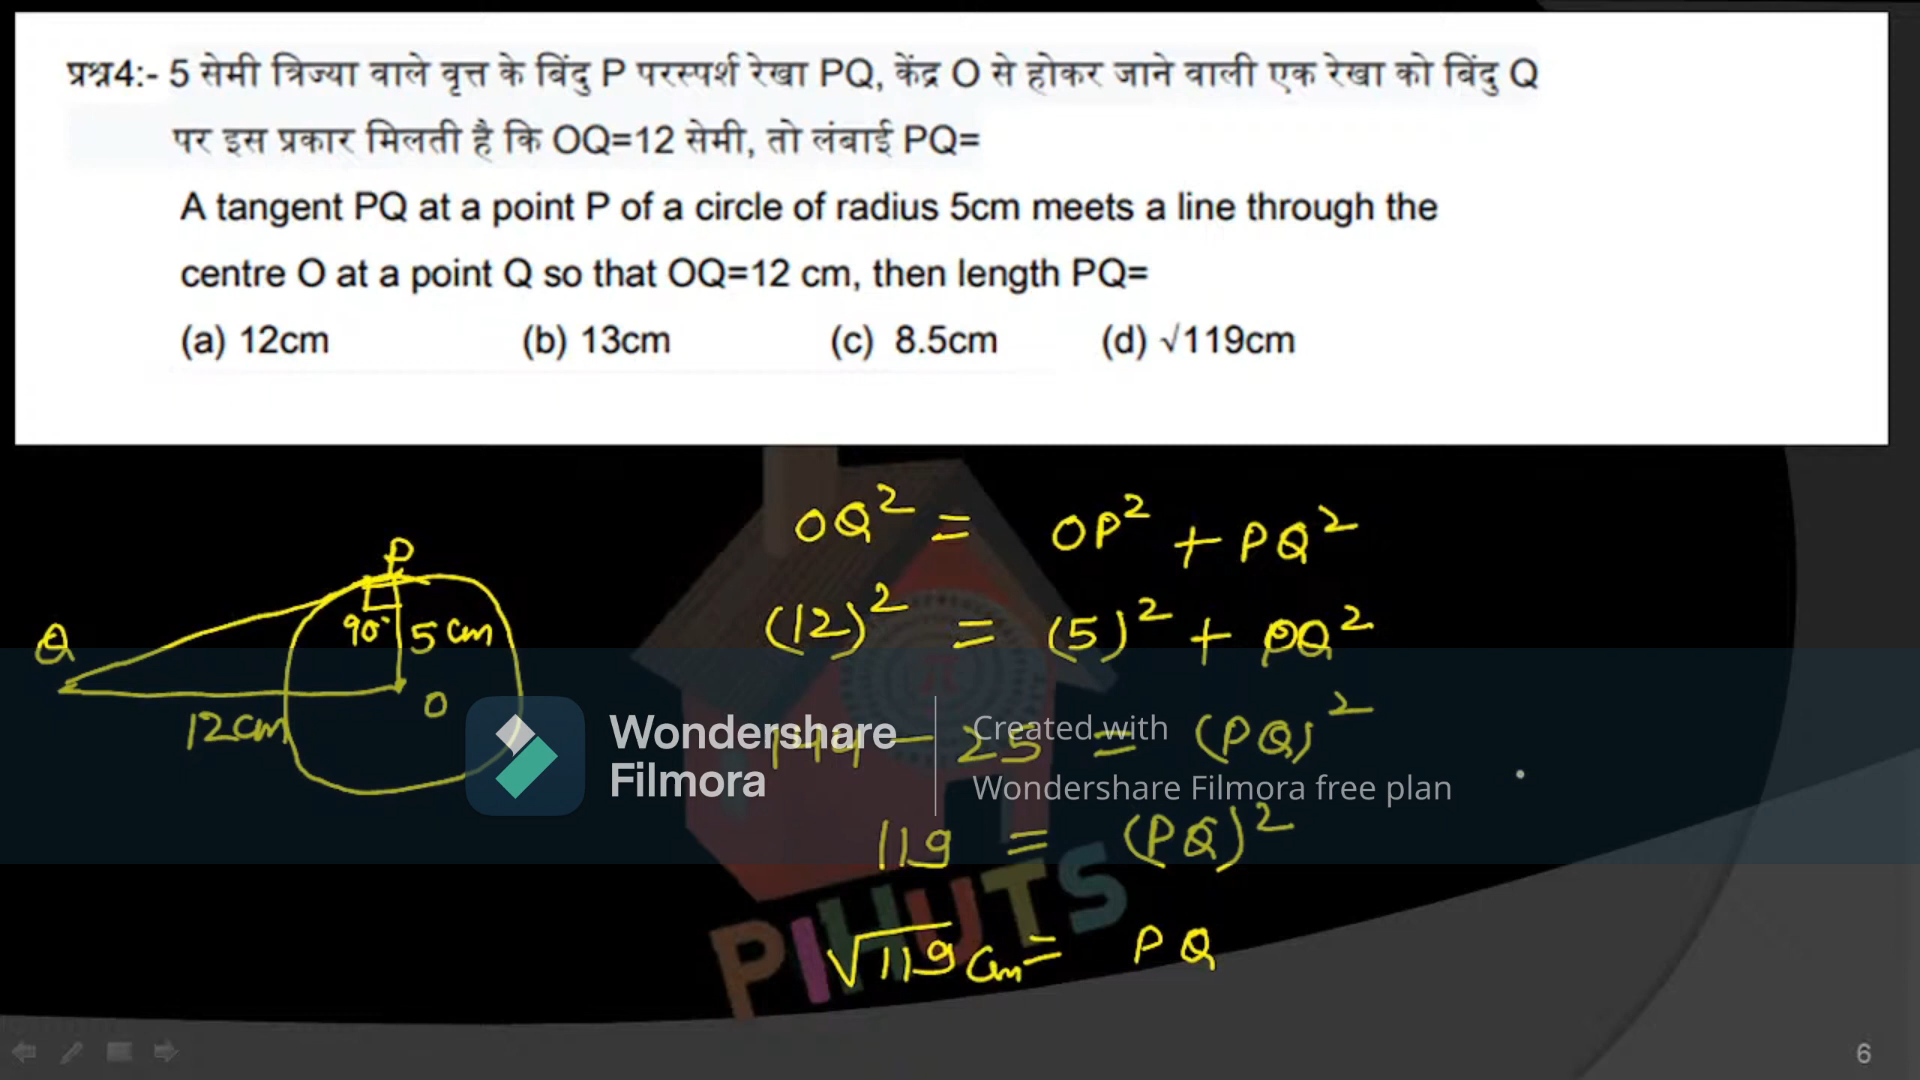 प्रश्न4:- 5 सेमी त्रिज्या वाले वृत्त के बिंदु P परस्पर्श रेखा PQ, केंद्र O से होकर जाने वाली एक रेखा को बिंदु Q
पर इस प्रकार मिलती है कि OQ=12 सेमी, तो लंबाई PQ=
A tangent PQ at a point P of a circle of radius 5cm meets a line through the
centre O at a point Q so that OQ=12 cm, then length PQ=
(a) 12cm (b) 13cm (c) 8.5cm (d) √119cm
OQ² = OP² + PQ²
P
(12)² = (5)² + PQ²
Q 90° 5 cm
O
12cm
144 - 25 = (PQ)²
Wondershare Filmora
Created with
Wondershare Filmora free plan
119 = (PQ)²
√119 cm = PQ
PIHUTS
6